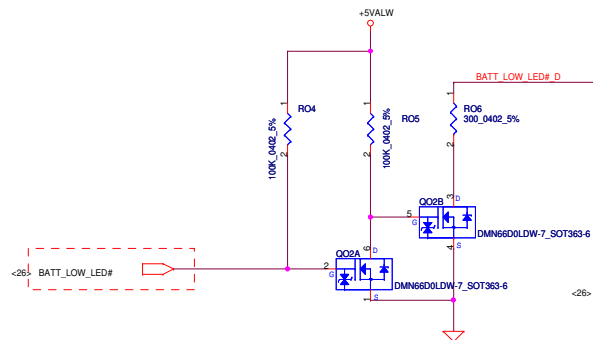 +5VALW
BATT_LOW_LED#_D
1
RO4
100K_0402_5%
2
1
RO5
100K_0402_5%
2
1
RO6
300_0402_5%
2
QO2B
3
D
5
G
S
4
DMN66D0LDW-7_SOT363-6
<26>
BATT_LOW_LED#
QO2A
6
D
2
G
S
1
DMN66D0LDW-7_SOT363-6
<26>